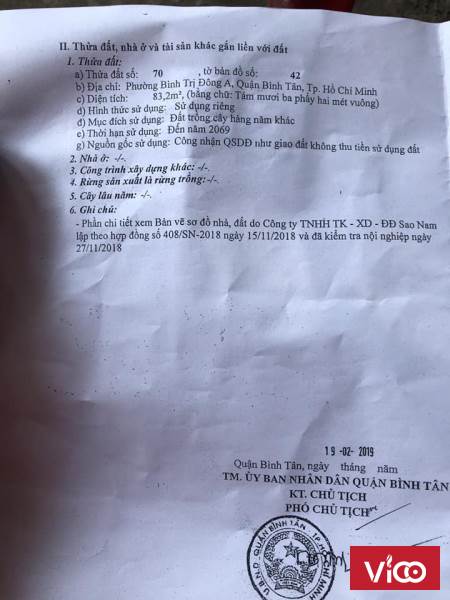 II. Thửa đất, nhà ở và tài sản khác gắn liền với đất
1. Thửa đất:
a) Thửa đất số: 70 , tờ bản đồ số: 42
b) Địa chỉ: Phường Bình Trị Đông A, Quận Bình Tân, Tp. Hồ Chí Minh
c) Diện tích: 83,2m², (bằng chữ: Tám mươi ba phẩy hai mét vuông)
d) Hình thức sử dụng: Sử dụng riêng
đ) Mục đích sử dụng: Đất trồng cây hàng năm khác
e) Thời hạn sử dụng: Đến năm 2069
g) Nguồn gốc sử dụng: Công nhận QSDĐ như giao đất không thu tiền sử dụng đất
2. Nhà ở: -/-.
3. Công trình xây dựng khác: -/-.
4. Rừng sản xuất là rừng trồng: -/-.
5. Cây lâu năm: -/-.
6. Ghi chú:
- Phần chi tiết xem Bản vẽ sơ đồ nhà, đất do Công ty TNHH TK - XD - ĐĐ Sao Nam
lập theo hợp đồng số 408/SN-2018 ngày 15/11/2018 và đã kiểm tra nội nghiệp ngày
27/11/2018
19 -02- 2019
Quận Bình Tân, ngày tháng năm
TM. ỦY BAN NHÂN DÂN QUẬN BÌNH TÂN
KT. CHỦ TỊCH
PHÓ CHỦ TỊCH
U.B.N.D QUẬN BÌNH TÂN - TP. HỒ CHÍ MINH
ViCO